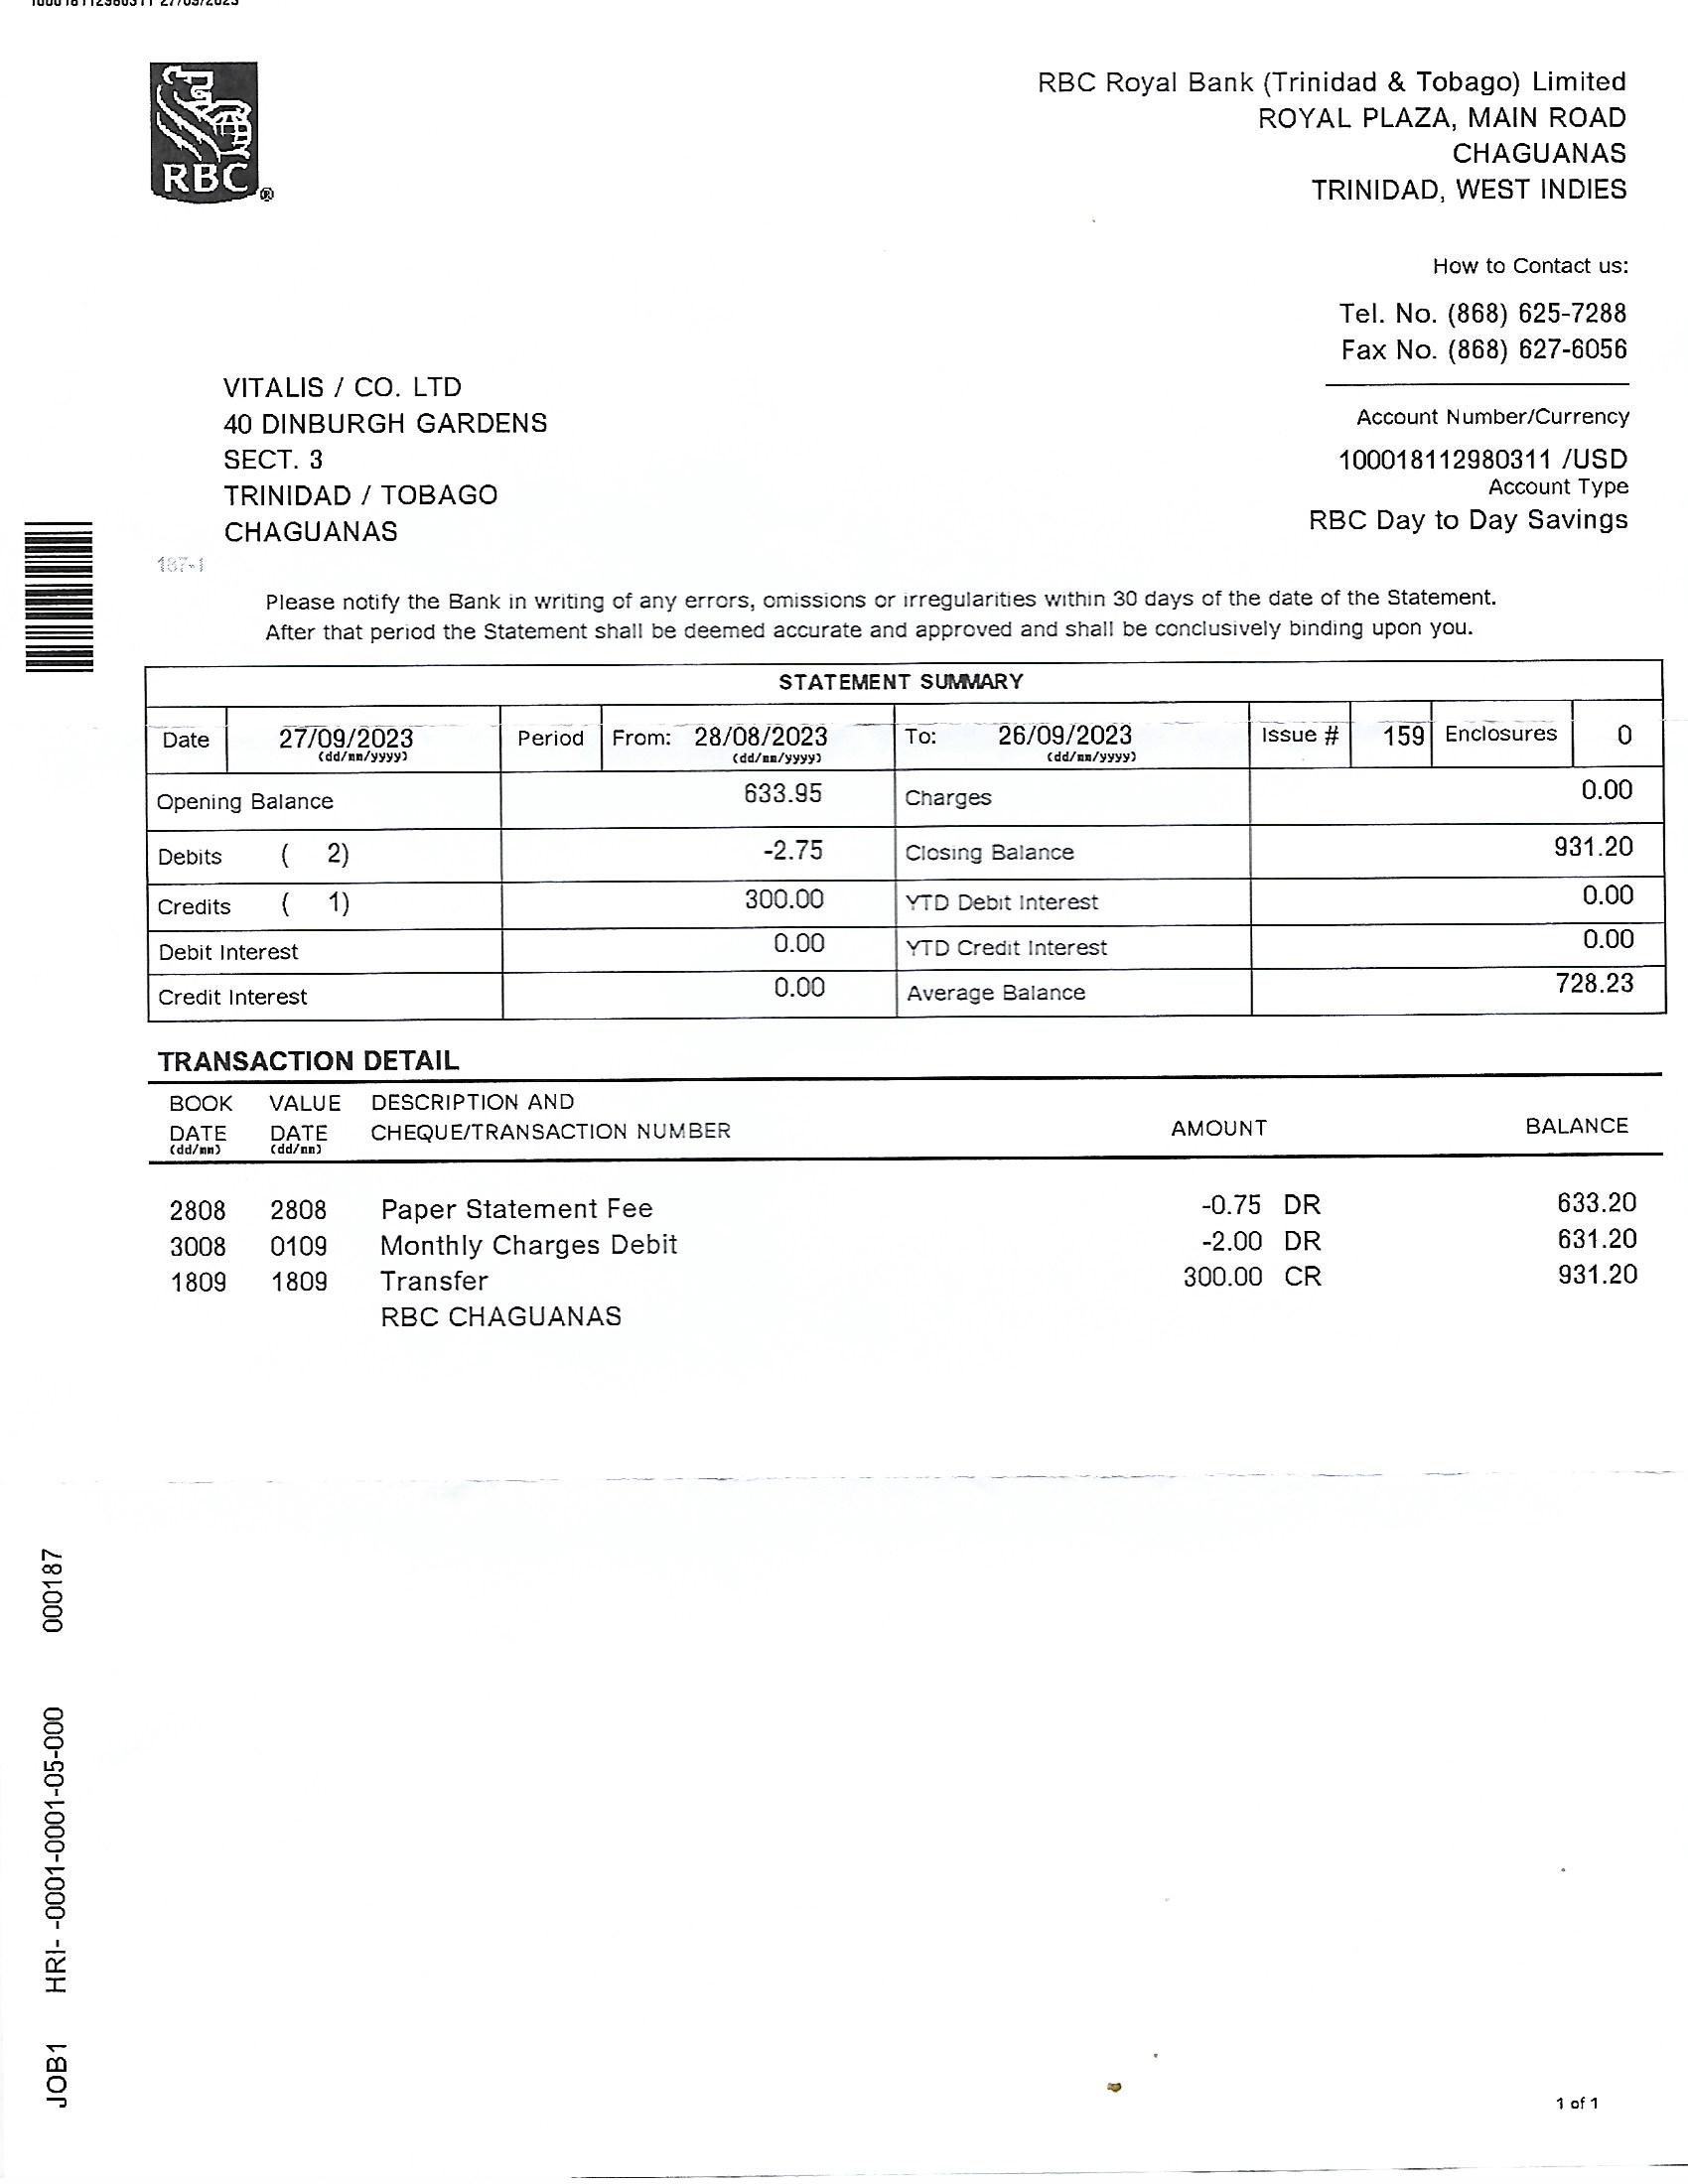 RBC Royal Bank (Trinidad & Tobago) Limited
ROYAL PLAZA, MAIN ROAD
CHAGUANAS
TRINIDAD, WEST INDIES
RBC ®
How to Contact us:
Tel. No. (868) 625-7288
Fax No. (868) 627-6056
VITALIS / CO. LTD
40 DINBURGH GARDENS
SECT. 3
TRINIDAD / TOBAGO
CHAGUANAS
187-1
Account Number/Currency
100018112980311 /USD
Account Type
RBC Day to Day Savings
Please notify the Bank in writing of any errors, omissions or irregularities within 30 days of the date of the Statement.
After that period the Statement shall be deemed accurate and approved and shall be conclusively binding upon you.
STATEMENT SUMMARY
Date 27/09/2023 Period From: 28/08/2023 To: 26/09/2023 Issue # 159 Enclosures 0
(dd/mm/yyyy) (dd/mm/yyyy) (dd/mm/yyyy)
Opening Balance 633.95 Charges 0.00
Debits ( 2) -2.75 Closing Balance 931.20
Credits ( 1) 300.00 YTD Debit Interest 0.00
Debit Interest 0.00 YTD Credit Interest 0.00
Credit Interest 0.00 Average Balance 728.23
TRANSACTION DETAIL
BOOK VALUE DESCRIPTION AND
DATE DATE CHEQUE/TRANSACTION NUMBER AMOUNT BALANCE
(dd/mm) (dd/mm)
2808 2808 Paper Statement Fee -0.75 DR 633.20
3008 0109 Monthly Charges Debit -2.00 DR 631.20
1809 1809 Transfer 300.00 CR 931.20
RBC CHAGUANAS
JOB1 HRI- -0001-0001-05-000 000187
1 of 1